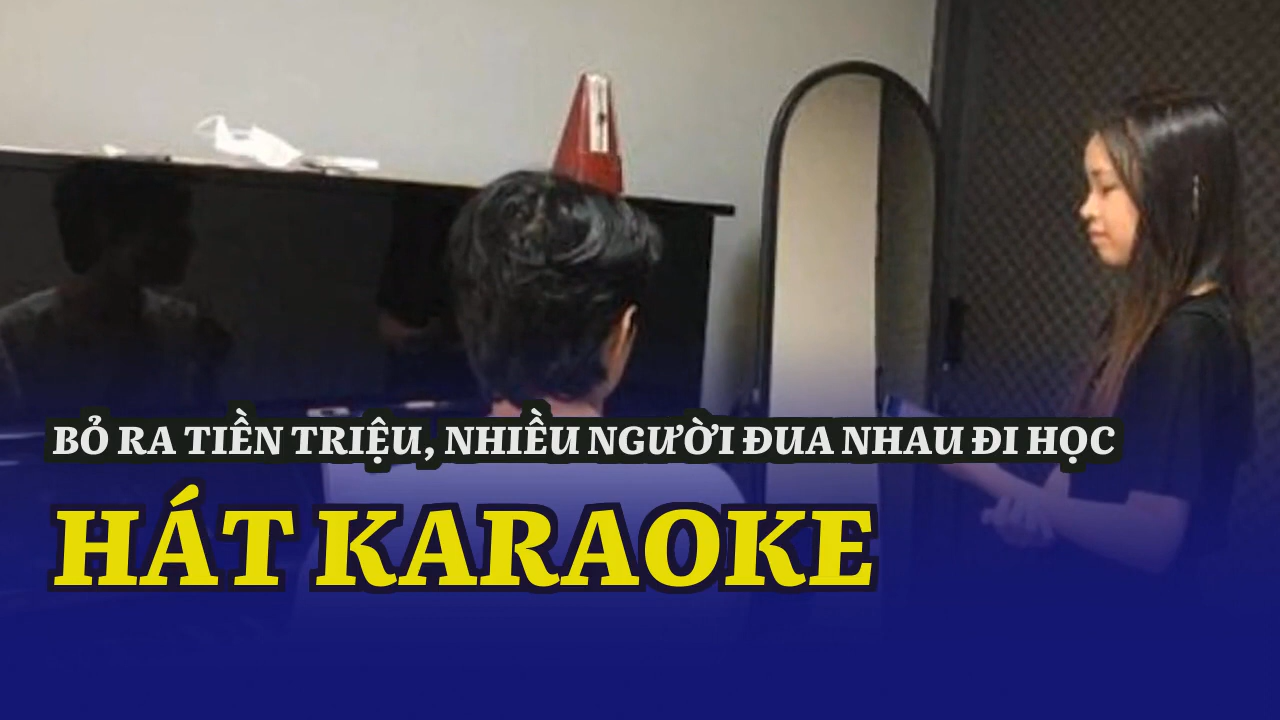 BỎ RA TIỀN TRIỆU, NHIỀU NGƯỜI ĐUA NHAU ĐI HỌC
HÁT KARAOKE